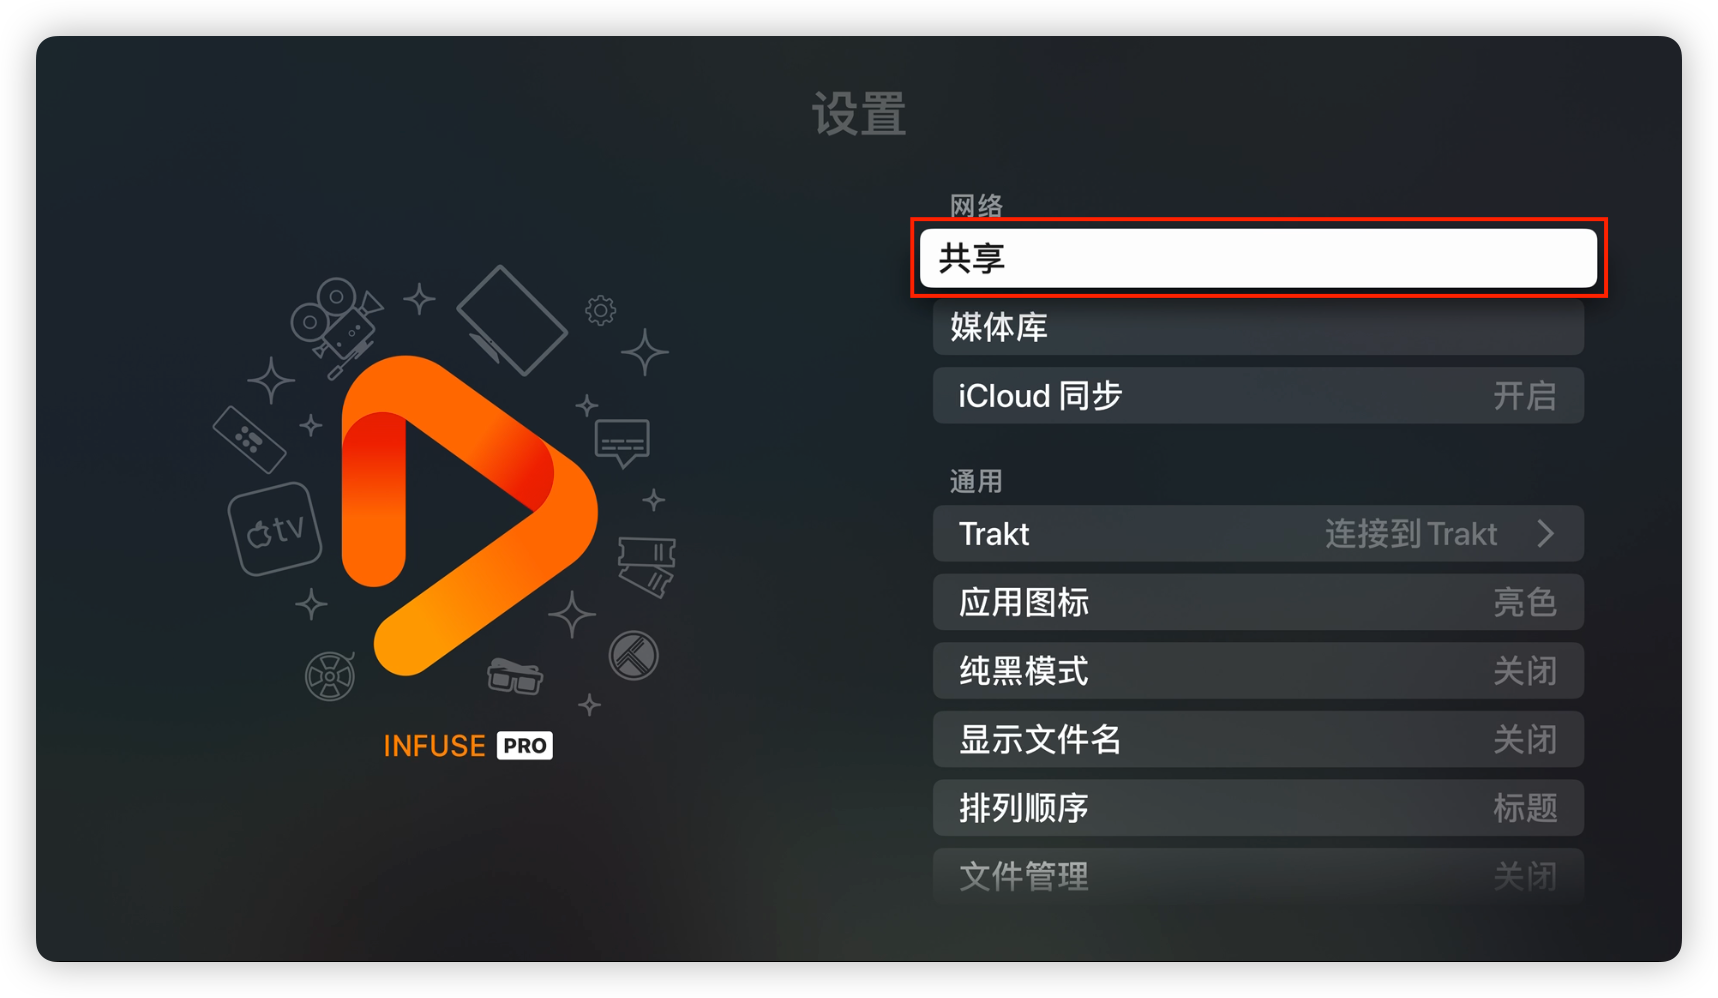 设置
网络
共享
媒体库
iCloud 同步 开启
通用
Trakt 连接到 Trakt
应用图标 亮色
纯黑模式 关闭
显示文件名 关闭
排列顺序 标题
文件管理 关闭
tv
INFUSE PRO